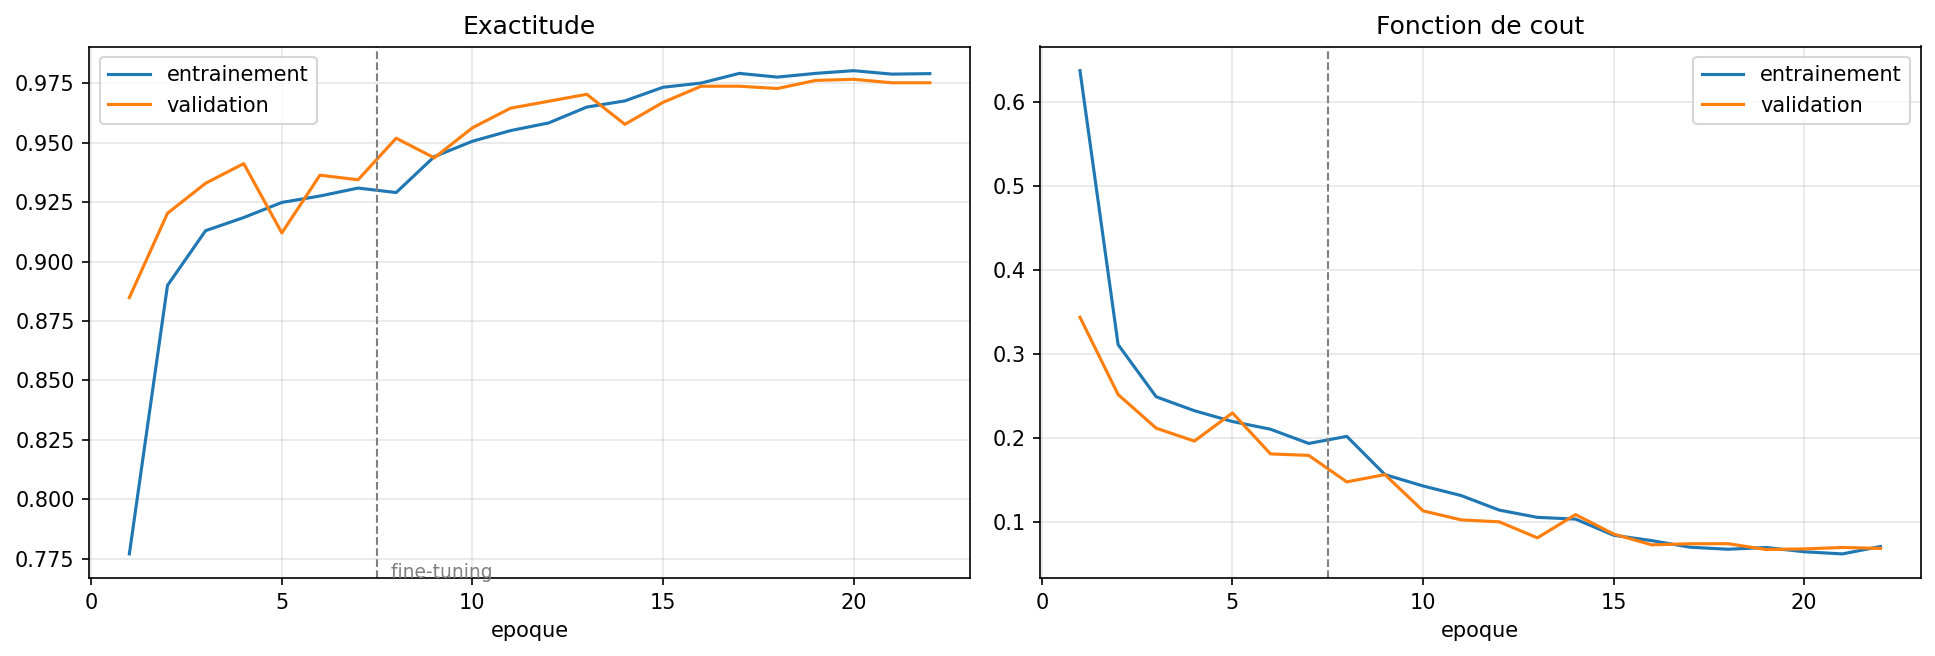 Exactitude
entrainement
validation
0.975
0.950
0.925
0.900
0.875
0.850
0.825
0.800
0.775
fine-tuning
0 5 10 15 20
epoque
Fonction de cout
entrainement
validation
0.6
0.5
0.4
0.3
0.2
0.1
0 5 10 15 20
epoque